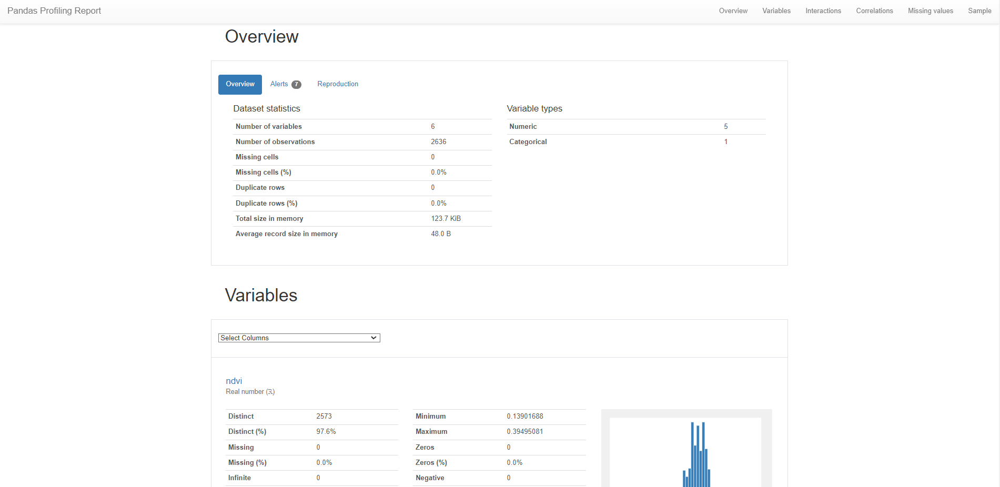 Pandas Profiling Report
Overview Variables Interactions Correlations Missing values Sample
Overview
Overview Alerts 7 Reproduction
Dataset statistics
Number of variables 6
Number of observations 2636
Missing cells 0
Missing cells (%) 0.0%
Duplicate rows 0
Duplicate rows (%) 0.0%
Total size in memory 123.7 KiB
Average record size in memory 48.0 B
Variable types
Numeric 5
Categorical 1
Variables
Select Columns
ndvi
Real number (ℝ)
Distinct 2573
Distinct (%) 97.6%
Missing 0
Missing (%) 0.0%
Infinite 0
Minimum 0.13901688
Maximum 0.39495081
Zeros 0
Zeros (%) 0.0%
Negative 0